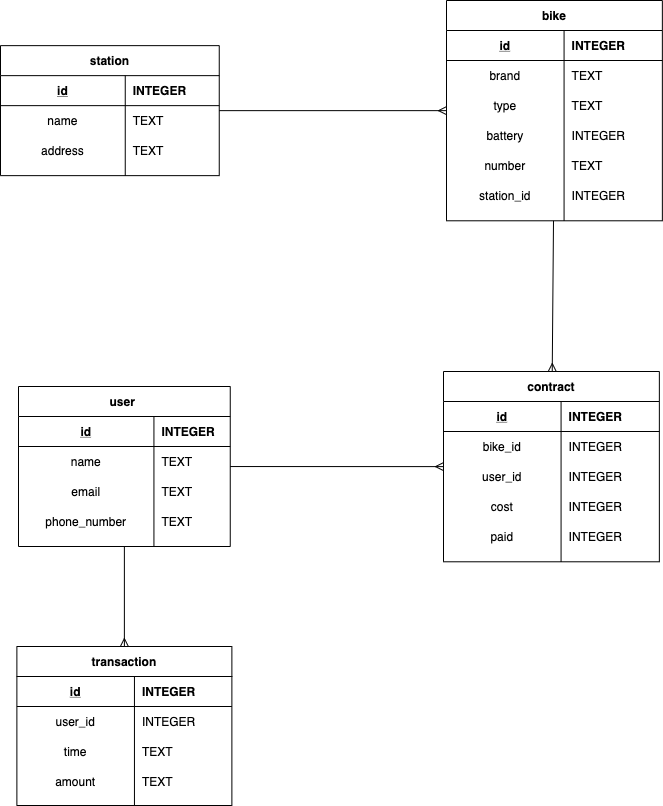 bike
id INTEGER
brand TEXT
type TEXT
battery INTEGER
number TEXT
station_id INTEGER
station
id INTEGER
name TEXT
address TEXT
contract
id INTEGER
bike_id INTEGER
user_id INTEGER
cost INTEGER
paid INTEGER
user
id INTEGER
name TEXT
email TEXT
phone_number TEXT
transaction
id INTEGER
user_id INTEGER
time TEXT
amount TEXT